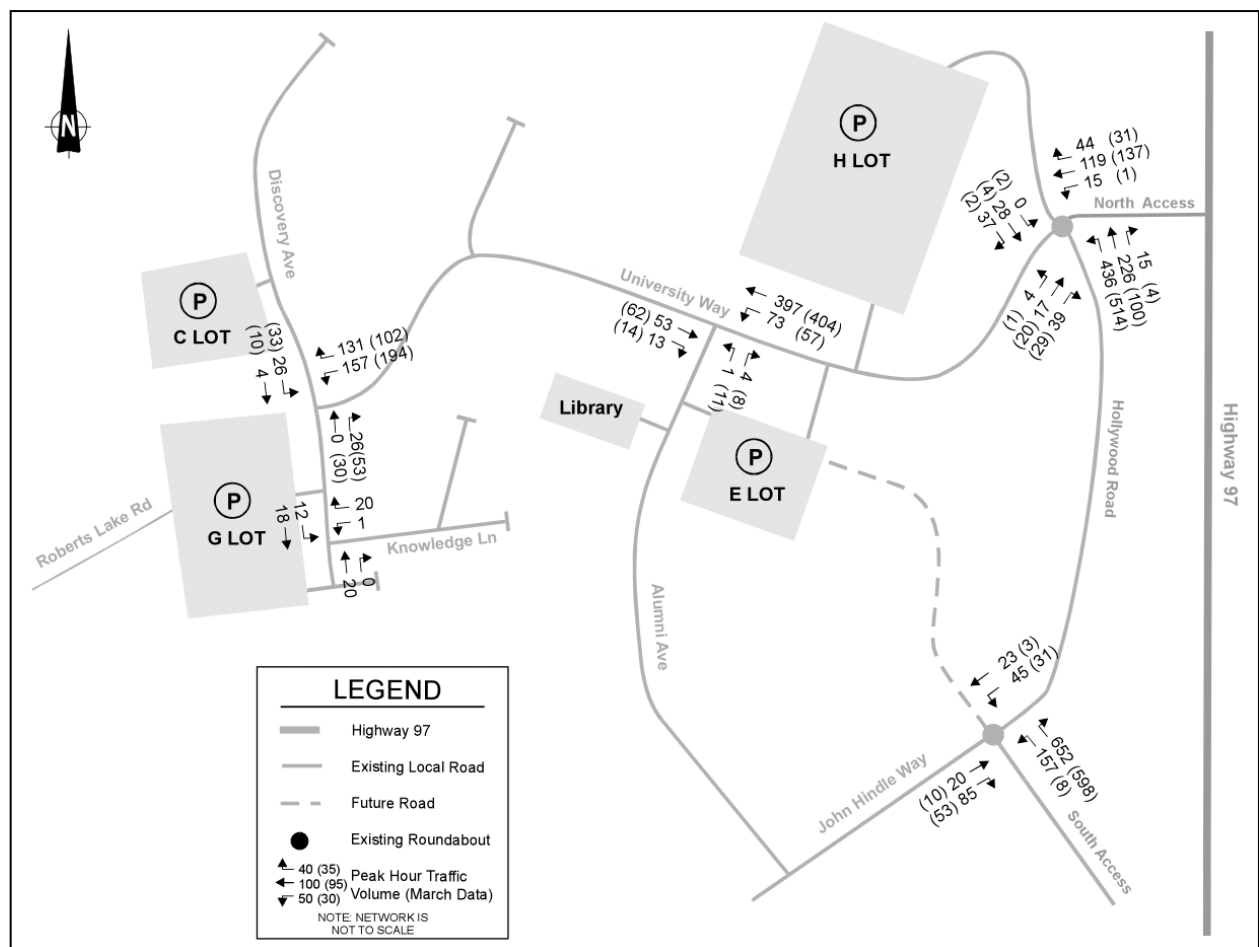 N
Discovery Ave
P
C LOT
(33) 26
(10) 4
131 (102)
157 (194)
0 (30)
26 (53)
P
G LOT
12
18
20
1
20
0
Roberts Lake Rd
Knowledge Ln
P
H LOT
University Way
(62) 53
(14) 13
397 (404)
73 (57)
1 (11)
4 (8)
Library
P
E LOT
Alumni Ave
44 (31)
119 (137)
15 (1)
North Access
(2) 0
(4) 28
(2) 37
15 (4)
226 (100)
436 (514)
(1) 4
(20) 17
(29) 39
Hollywood Road
Highway 97
23 (3)
45 (31)
652 (598)
157 (8)
(10) 20
(53) 85
John Hindle Way
South Access
LEGEND
Highway 97
Existing Local Road
Future Road
Existing Roundabout
40 (35)
100 (95)
50 (30)
Peak Hour Traffic
Volume (March Data)
NOTE: NETWORK IS
NOT TO SCALE